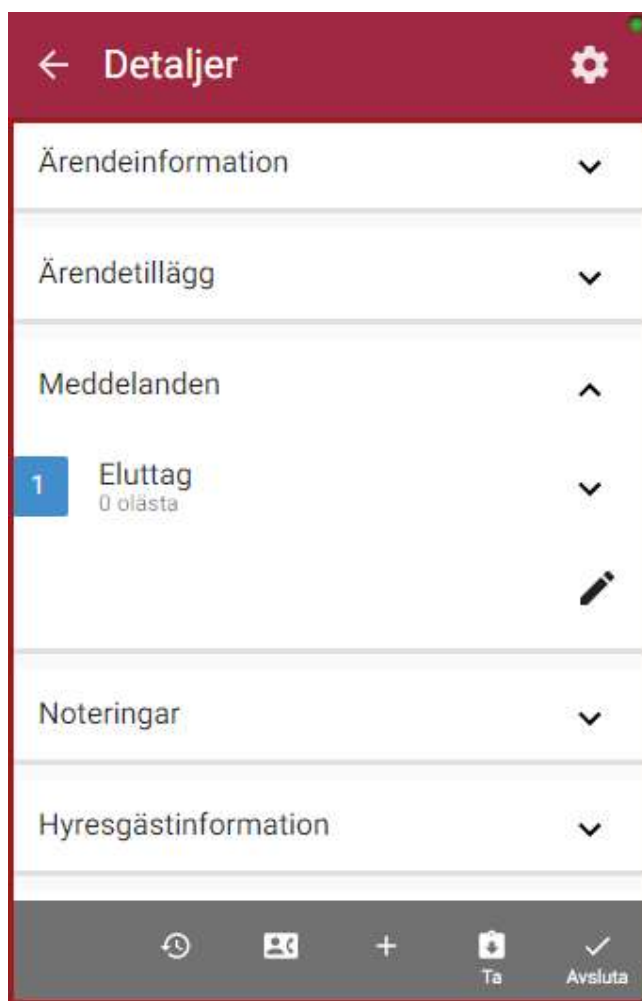 Detaljer
Ärendeinformation
Ärendetillägg
Meddelanden
1
Eluttag
0 olästa
Noteringar
Hyresgästinformation
Ta
Avsluta